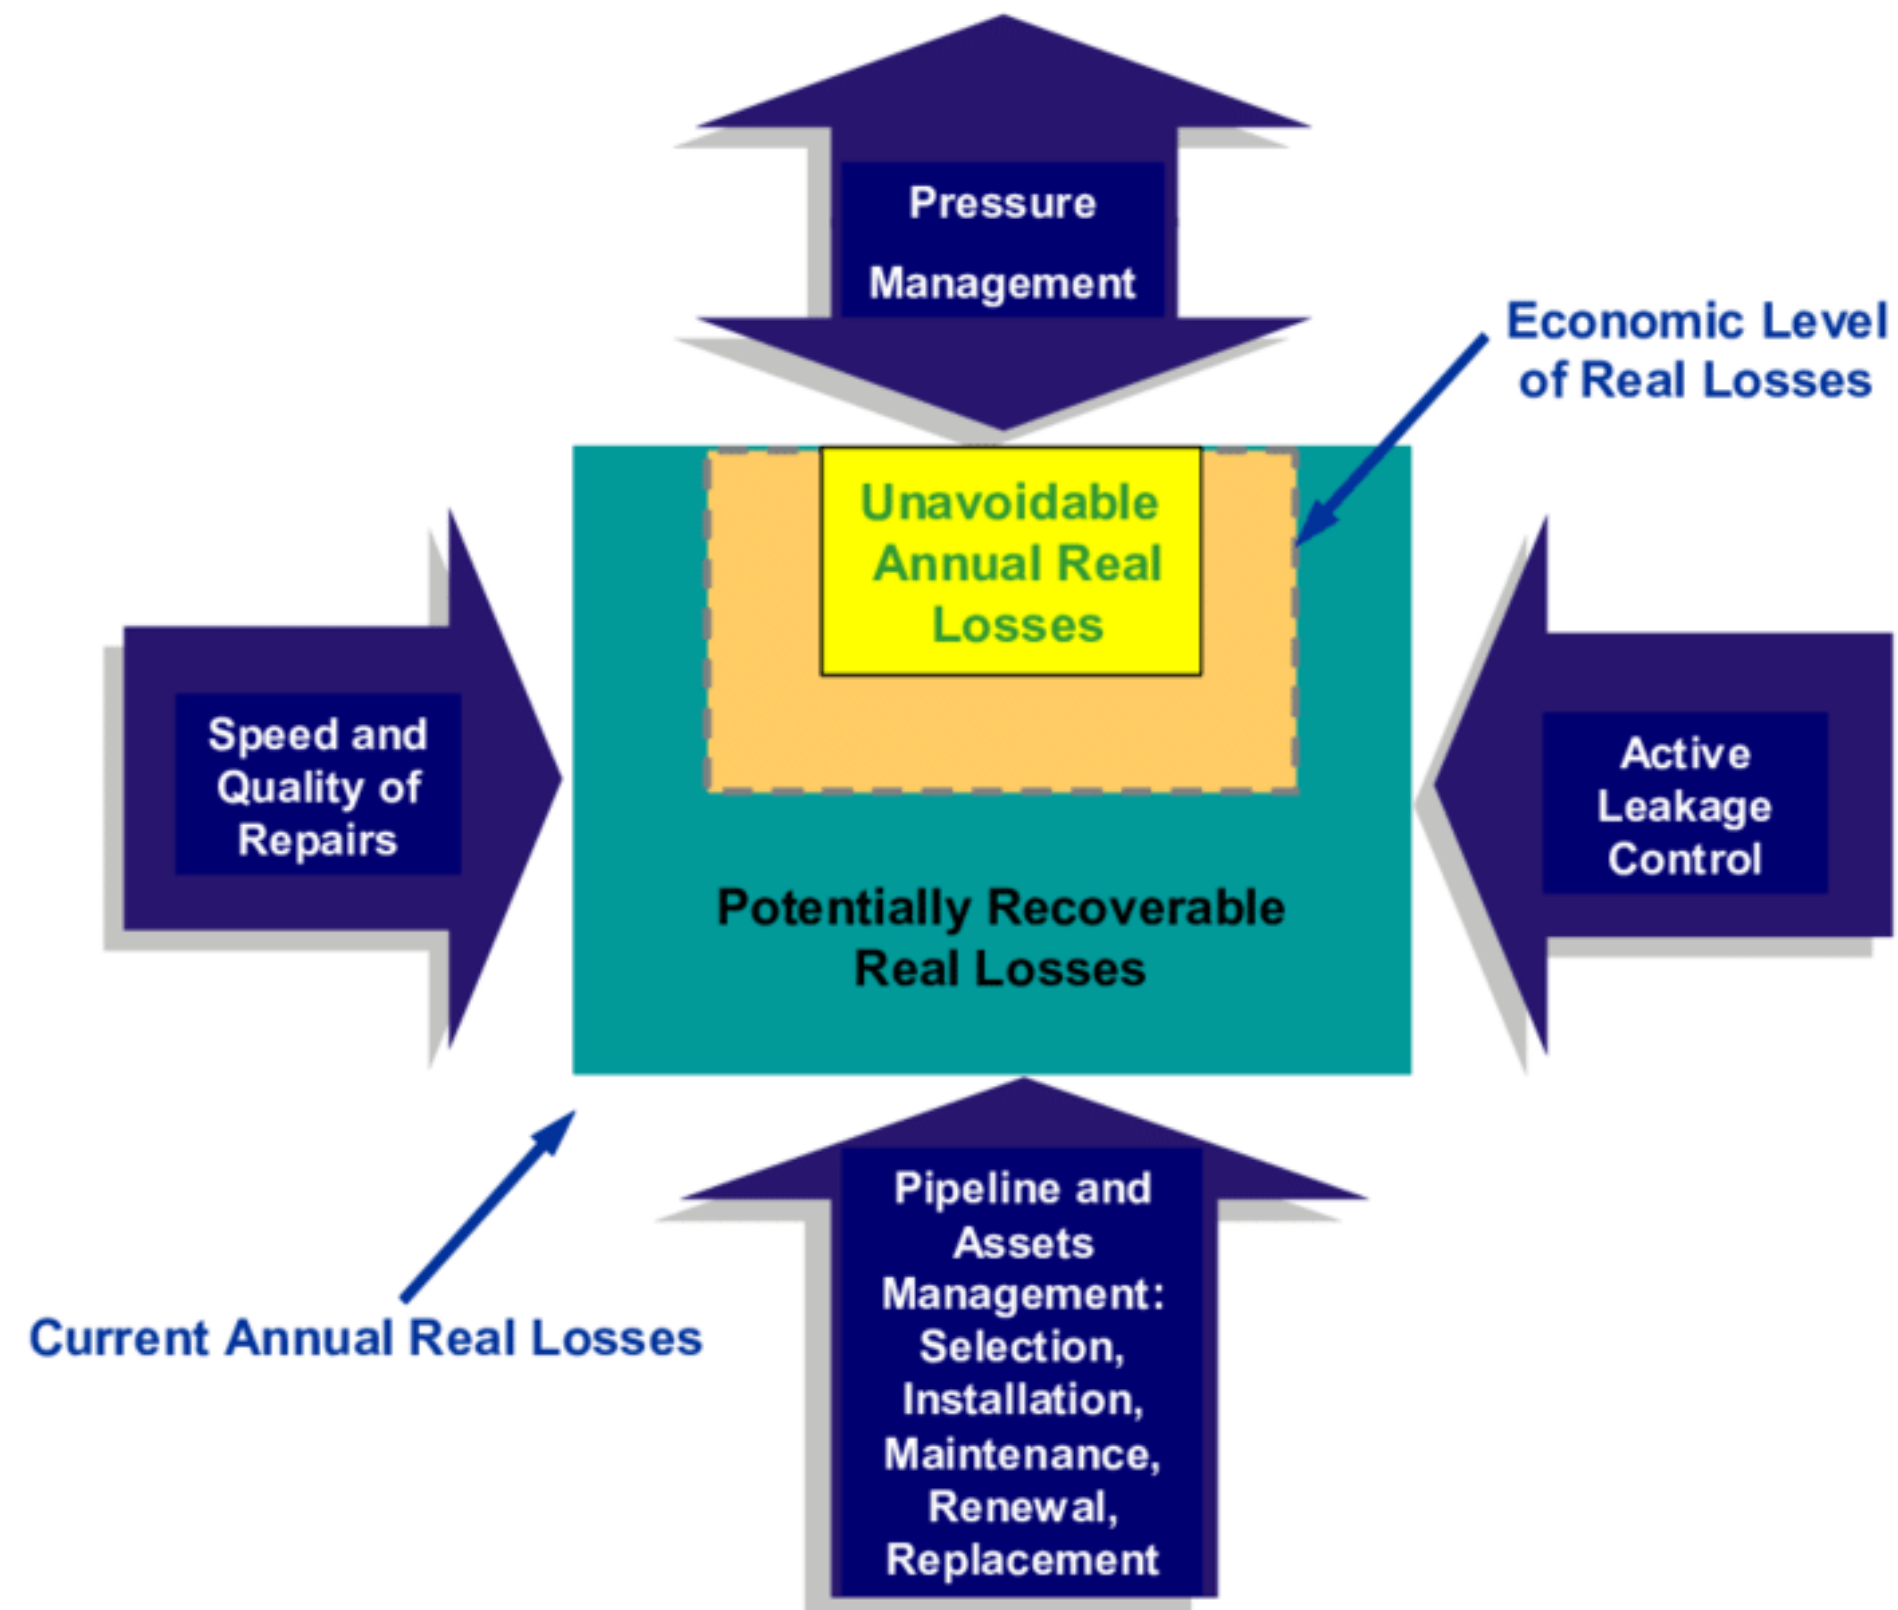 Pressure
Management
Economic Level
of Real Losses
Unavoidable
Annual Real
Losses
Speed and
Quality of
Repairs
Active
Leakage
Control
Potentially Recoverable
Real Losses
Current Annual Real Losses
Pipeline and
Assets
Management:
Selection,
Installation,
Maintenance,
Renewal,
Replacement